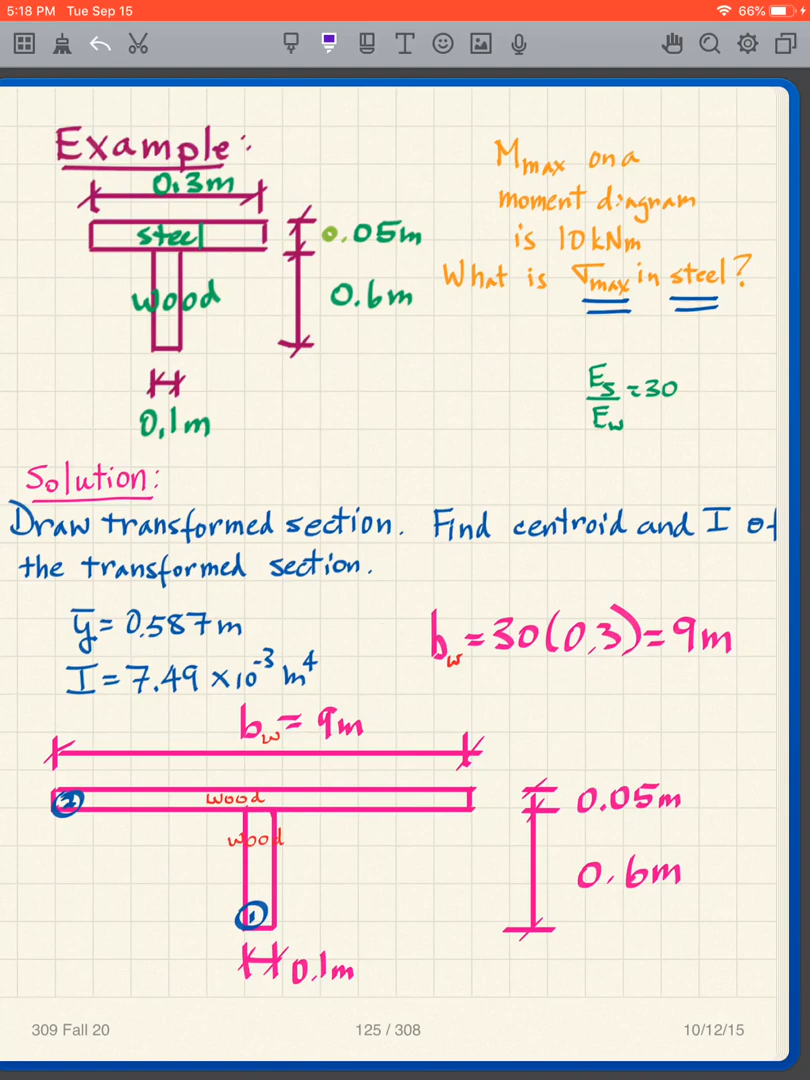 5:18 PM Tue Sep 15
66%
Example:
0.3m
steel
0.05m
wood
0.6m
0.1m
Mmax on a
moment diagram
is 10 kNm
What is σmax in steel?
Es/Ew = 30
Solution:
Draw transformed section. Find centroid and I of
the transformed section.
ȳ = 0.587m
I = 7.49 × 10⁻³ m⁴
bw = 30(0.3) = 9m
bw = 9m
2
wood
0.05m
wood
0.6m
1
0.1m
309 Fall 20
125 / 308
10/12/15